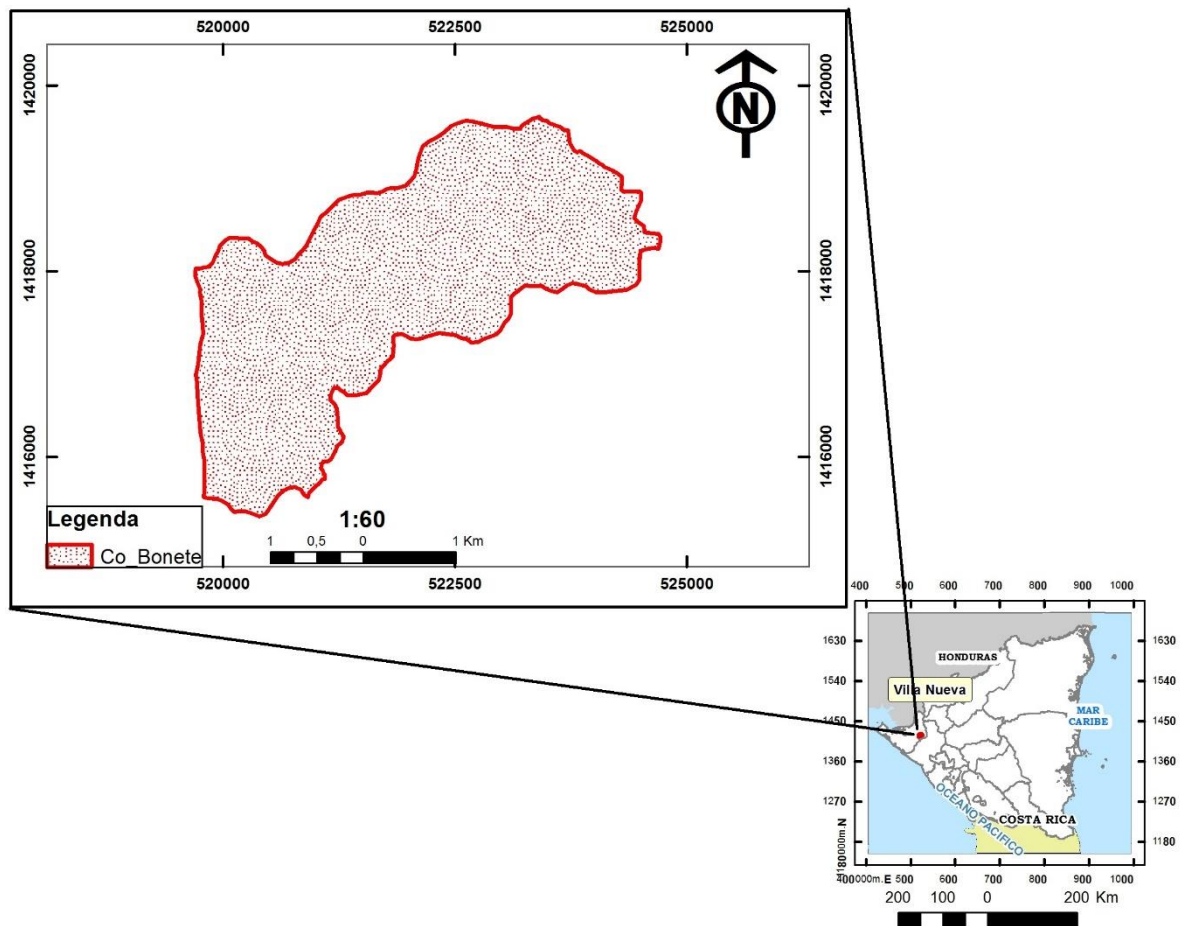 520000 522500 525000
1420000 1420000
N
1418000 1418000
1416000 1416000
Legenda
Co_Bonete
1:60
1 0,5 0 1 Km
520000 522500 525000
400 500 600 700 800 900 1000
1630 1630
HONDURAS
1540 1540
Villa Nueva
MAR
CARIBE
1450 1450
1360 1360
1270 1270
OCEANO PACIFICO
COSTA RICA
1180 1180
400000m.E 500 600 700 800 900 1000
200 100 0 200 Km